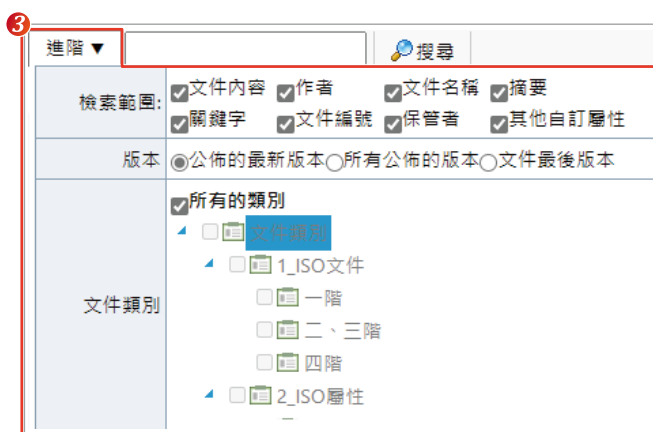 3
進階 ▼ 搜尋
檢索範圍: 文件內容 作者 文件名稱 摘要
關鍵字 文件編號 保管者 其他自訂屬性
版本 公佈的最新版本 所有公佈的版本 文件最後版本
所有的類別
文件類別
1_ISO文件
一階
文件類別
二、三階
四階
2_ISO屬性